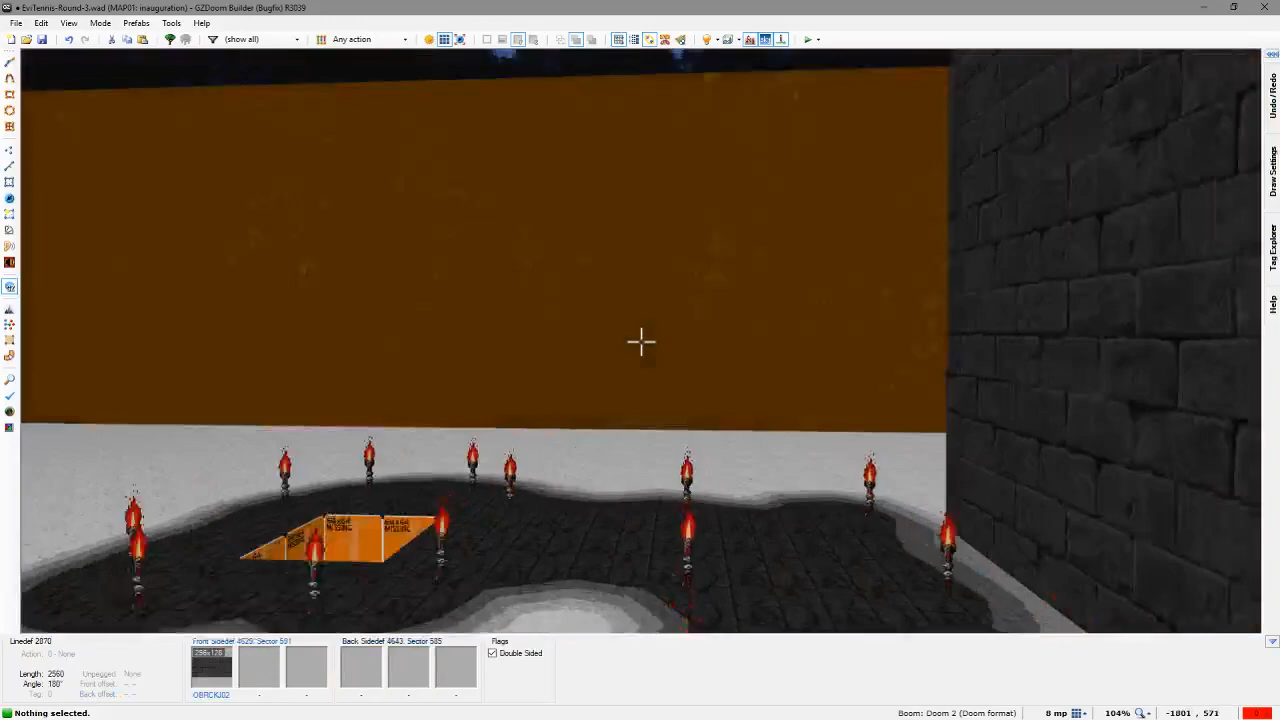 EviTennis-Round-3.wad (MAP01: inauguration) - GZDoom Builder (Bugfix) R3039
File Edit View Mode Prefabs Tools Help
(show all) Any action
Undo / Redo
Draw Settings
Tag Explorer
Help
MISSING
MISSING
Linedef 2870
Action: 0 - None
Length: 2560 Unpegged: None
Angle: 180° Front offset: --, --
Tag: 0 Back offset: --, --
Front Sidedef 4629: Sector 591
256x128
OBRCKJ02 - -
Back Sidedef 4643: Sector 585
- - -
Flags
Double Sided
Nothing selected.
Boom: Doom 2 (Doom format) 8 mp 104% -1801 , 571